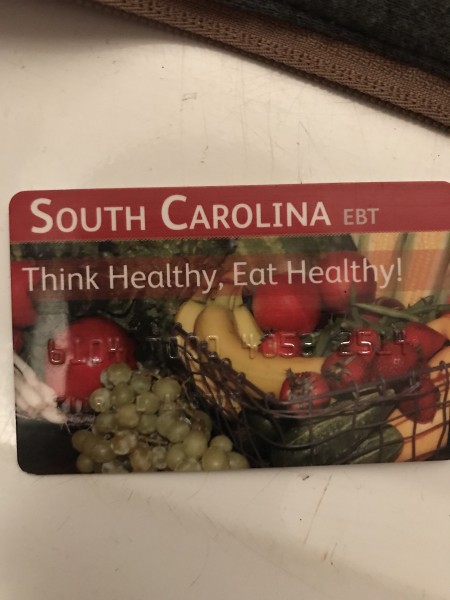 SOUTH CAROLINA EBT
Think Healthy, Eat Healthy!